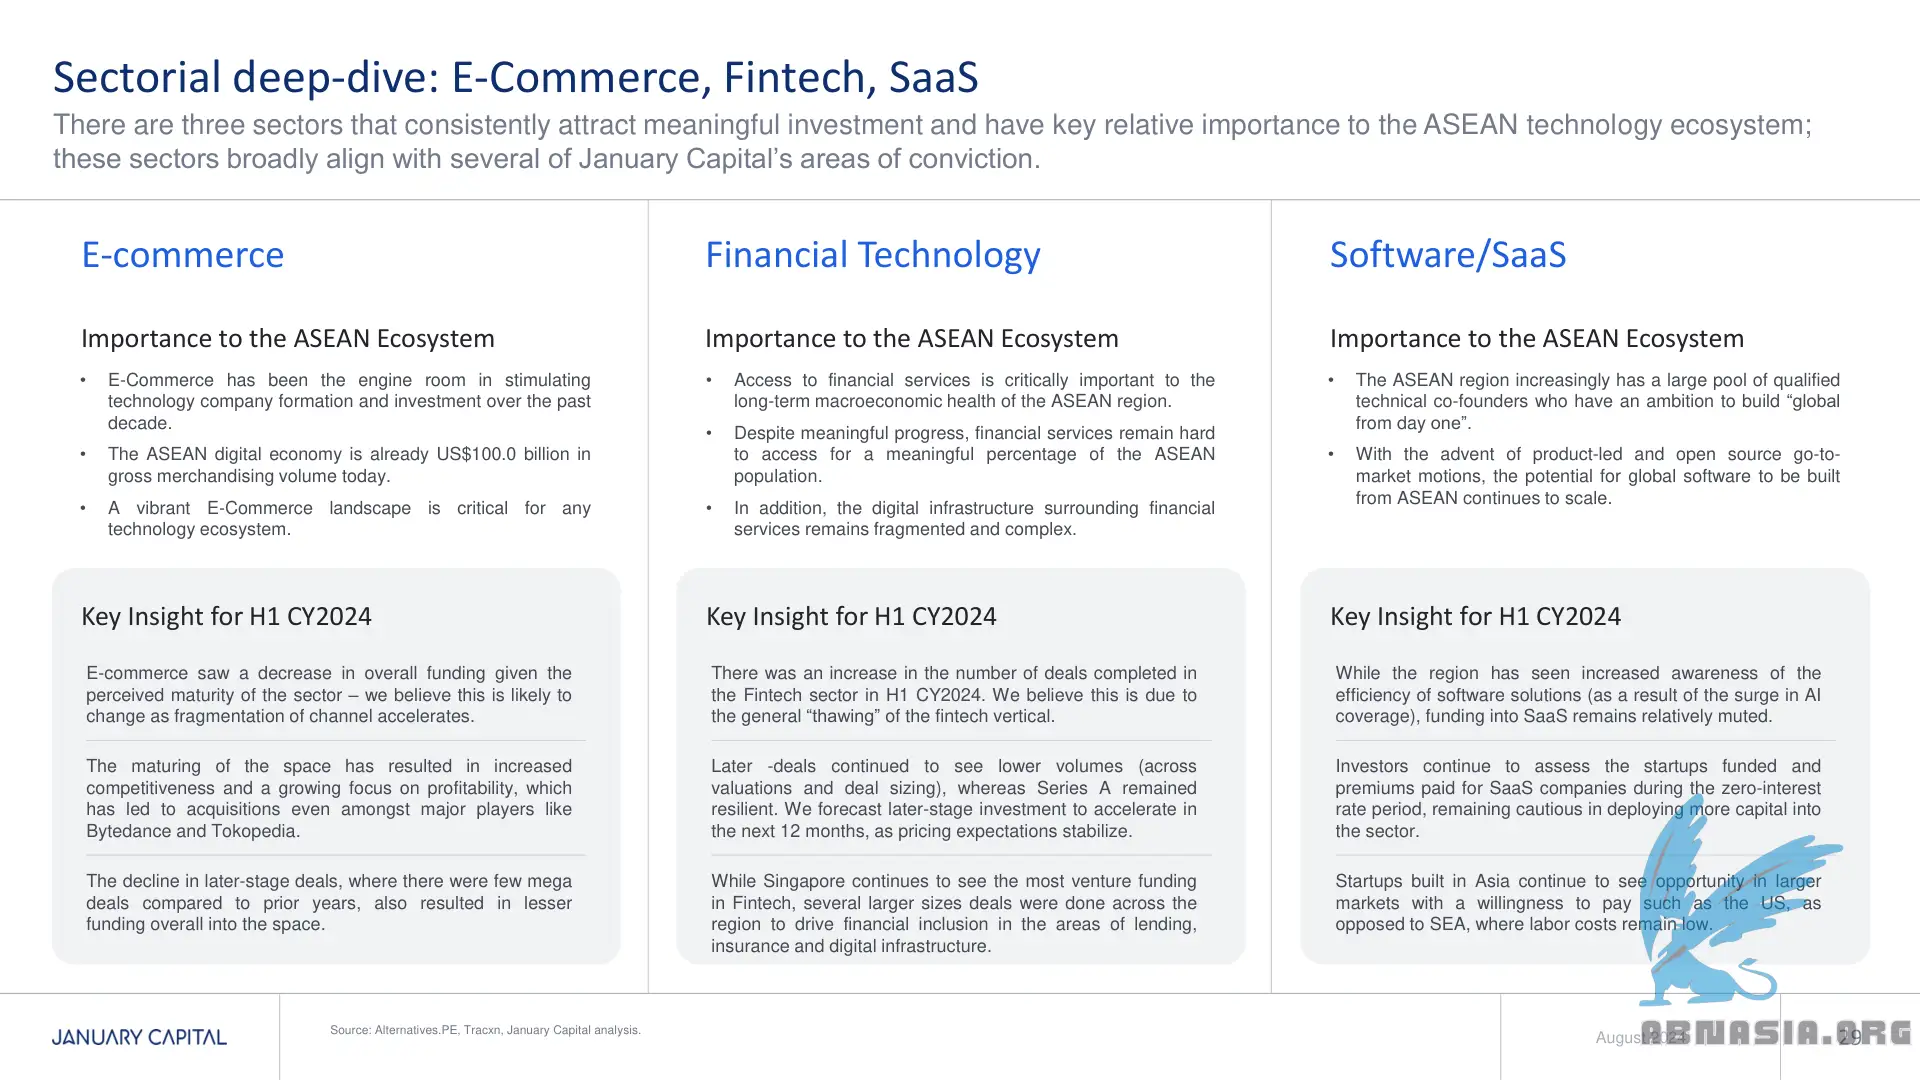 Sectorial deep-dive: E-Commerce, Fintech, SaaS
There are three sectors that consistently attract meaningful investment and have key relative importance to the ASEAN technology ecosystem;
these sectors broadly align with several of January Capital’s areas of conviction.
E-commerce
Importance to the ASEAN Ecosystem
• E-Commerce has been the engine room in stimulating
technology company formation and investment over the past
decade.
• The ASEAN digital economy is already US$100.0 billion in
gross merchandising volume today.
• A vibrant E-Commerce landscape is critical for any
technology ecosystem.
Key Insight for H1 CY2024
E-commerce saw a decrease in overall funding given the
perceived maturity of the sector – we believe this is likely to
change as fragmentation of channel accelerates.
The maturing of the space has resulted in increased
competitiveness and a growing focus on profitability, which
has led to acquisitions even amongst major players like
Bytedance and Tokopedia.
The decline in later-stage deals, where there were few mega
deals compared to prior years, also resulted in lesser
funding overall into the space.
Financial Technology
Importance to the ASEAN Ecosystem
• Access to financial services is critically important to the
long-term macroeconomic health of the ASEAN region.
• Despite meaningful progress, financial services remain hard
to access for a meaningful percentage of the ASEAN
population.
• In addition, the digital infrastructure surrounding financial
services remains fragmented and complex.
Key Insight for H1 CY2024
There was an increase in the number of deals completed in
the Fintech sector in H1 CY2024. We believe this is due to
the general “thawing” of the fintech vertical.
Later -deals continued to see lower volumes (across
valuations and deal sizing), whereas Series A remained
resilient. We forecast later-stage investment to accelerate in
the next 12 months, as pricing expectations stabilize.
While Singapore continues to see the most venture funding
in Fintech, several larger sizes deals were done across the
region to drive financial inclusion in the areas of lending,
insurance and digital infrastructure.
Software/SaaS
Importance to the ASEAN Ecosystem
• The ASEAN region increasingly has a large pool of qualified
technical co-founders who have an ambition to build “global
from day one”.
• With the advent of product-led and open source go-to-
market motions, the potential for global software to be built
from ASEAN continues to scale.
Key Insight for H1 CY2024
While the region has seen increased awareness of the
efficiency of software solutions (as a result of the surge in AI
coverage), funding into SaaS remains relatively muted.
Investors continue to assess the startups funded and
premiums paid for SaaS companies during the zero-interest
rate period, remaining cautious in deploying more capital into
the sector.
Startups built in Asia continue to see opportunity in larger
markets with a willingness to pay such as the US, as
opposed to SEA, where labor costs remain low.
JANUARY CAPITAL
Source: Alternatives.PE, Tracxn, January Capital analysis.
August 2024
29
ABNASIA.ORG